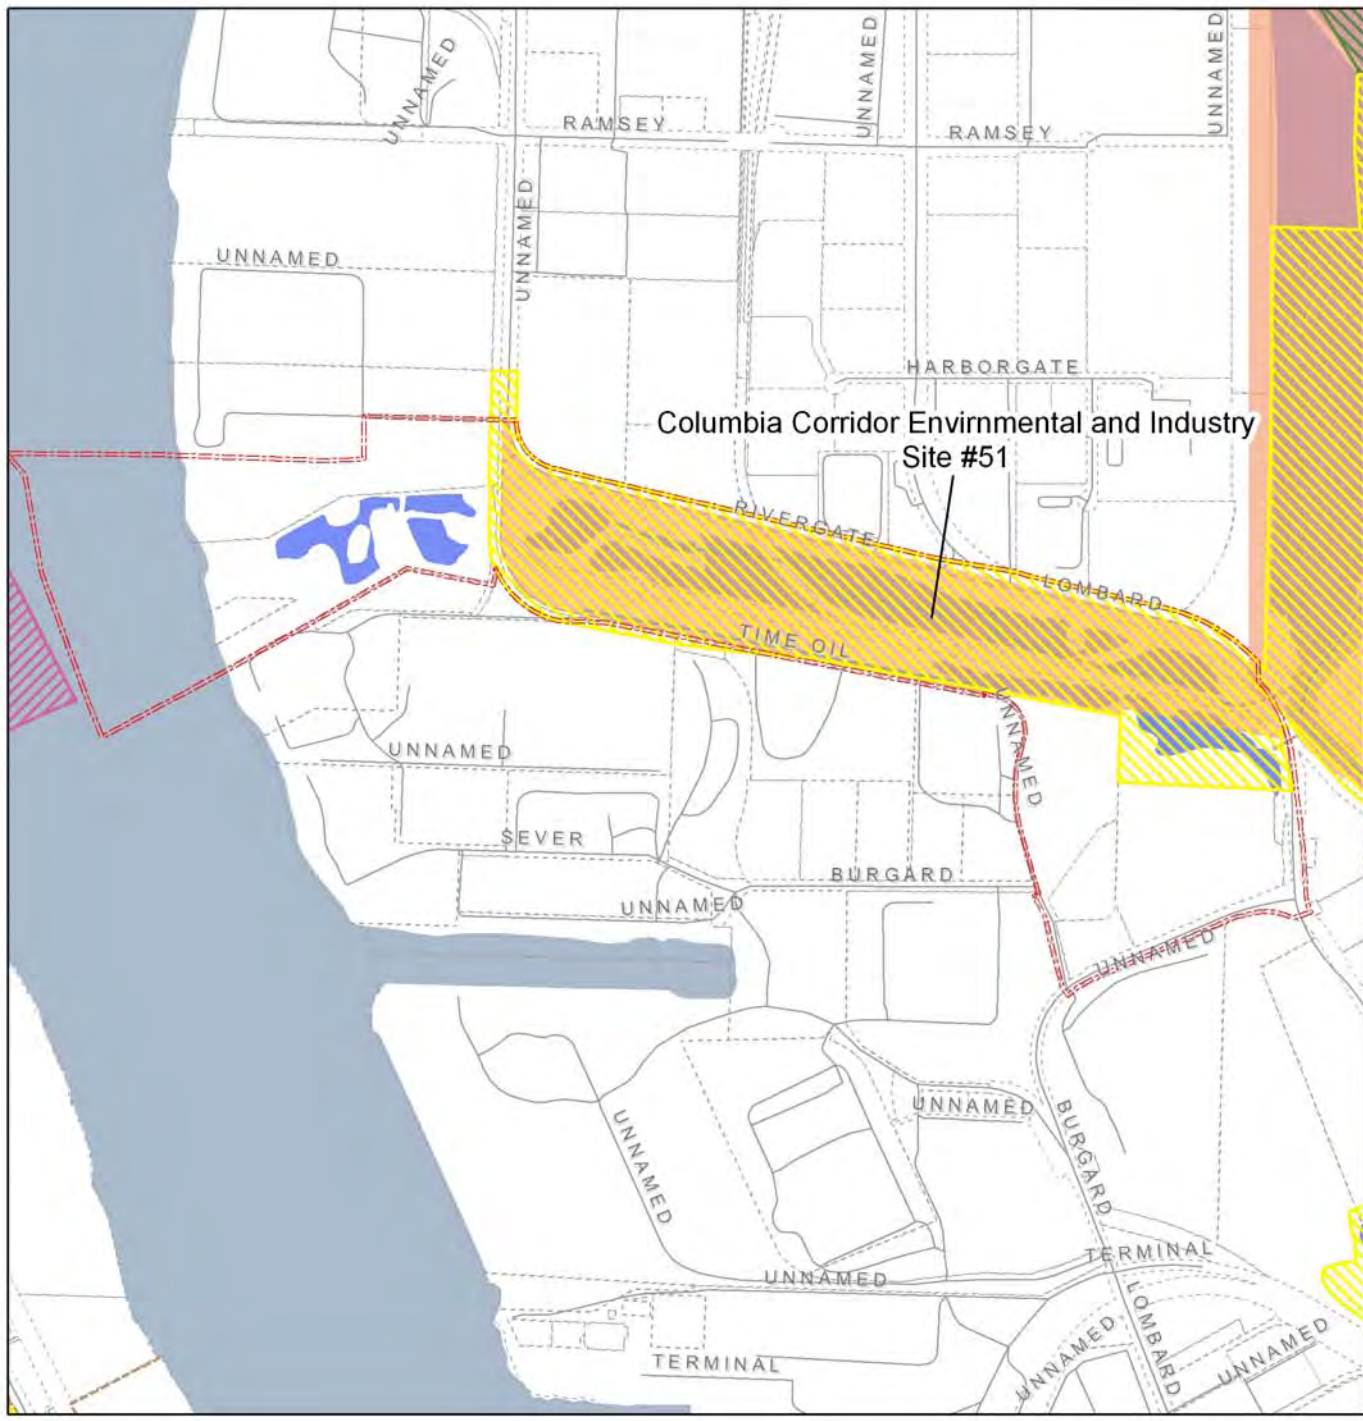 UNNAMED
UNNAMED
UNNAMED
RAMSEY
RAMSEY
UNNAMED
UNNAMED
HARBORGATE
Columbia Corridor Envirnmental and Industry
Site #51
RIVERGATE
LOMBARD
TIME OIL
UNNAMED
UNNAMED
SEVER
BURGARD
UNNAMED
UNNAMED
UNNAMED
BURGARD
UNNAMED
TERMINAL
UNNAMED
LOMBARD
UNNAMED
UNNAMED
TERMINAL